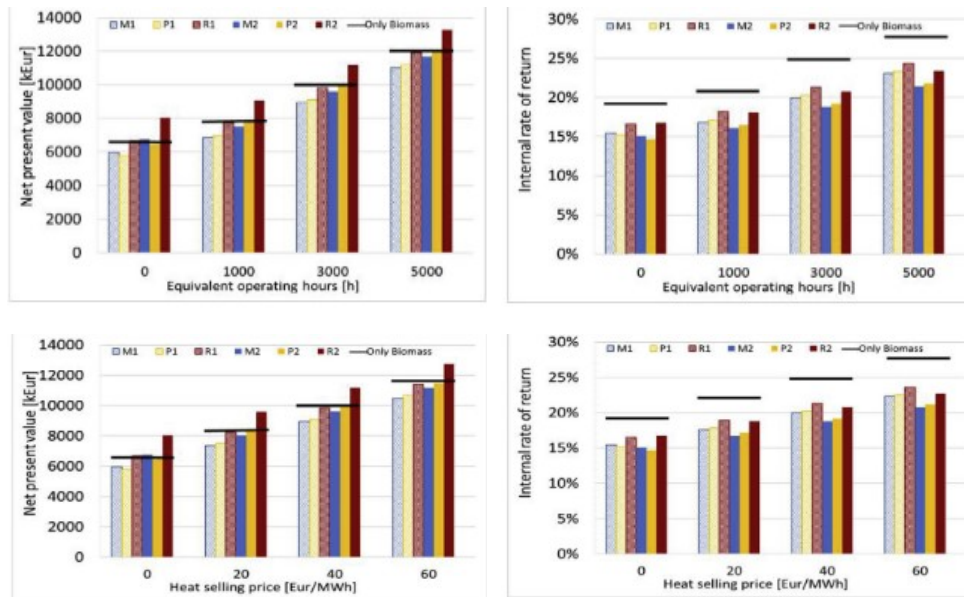 Net present value [kEur]
14000
12000
10000
8000
6000
4000
2000
0
M1 P1 R1 M2 P2 R2 Only Biomass
0 1000 3000 5000
Equivalent operating hours [h]
Internal rate of return
30%
25%
20%
15%
10%
5%
0%
M1 P1 R1 M2 P2 R2 Only Biomass
0 1000 3000 5000
Equivalent operating hours [h]
Net present value [kEur]
14000
12000
10000
8000
6000
4000
2000
0
M1 P1 R1 M2 P2 R2 Only Biomass
0 20 40 60
Heat selling price [Eur/MWh]
Internal rate of return
30%
25%
20%
15%
10%
5%
0%
M1 P1 R1 M2 P2 R2 Only Biomass
0 20 40 60
Heat selling price [Eur/MWh]